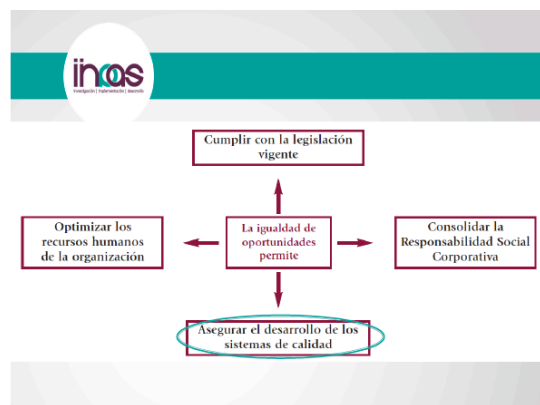 incas
Investigación | Implementación | Desarrollo
Cumplir con la legislación
vigente
Optimizar los
recursos humanos
de la organización
La igualdad de
oportunidades
permite
Consolidar la
Responsabilidad Social
Corporativa
Asegurar el desarrollo de los
sistemas de calidad